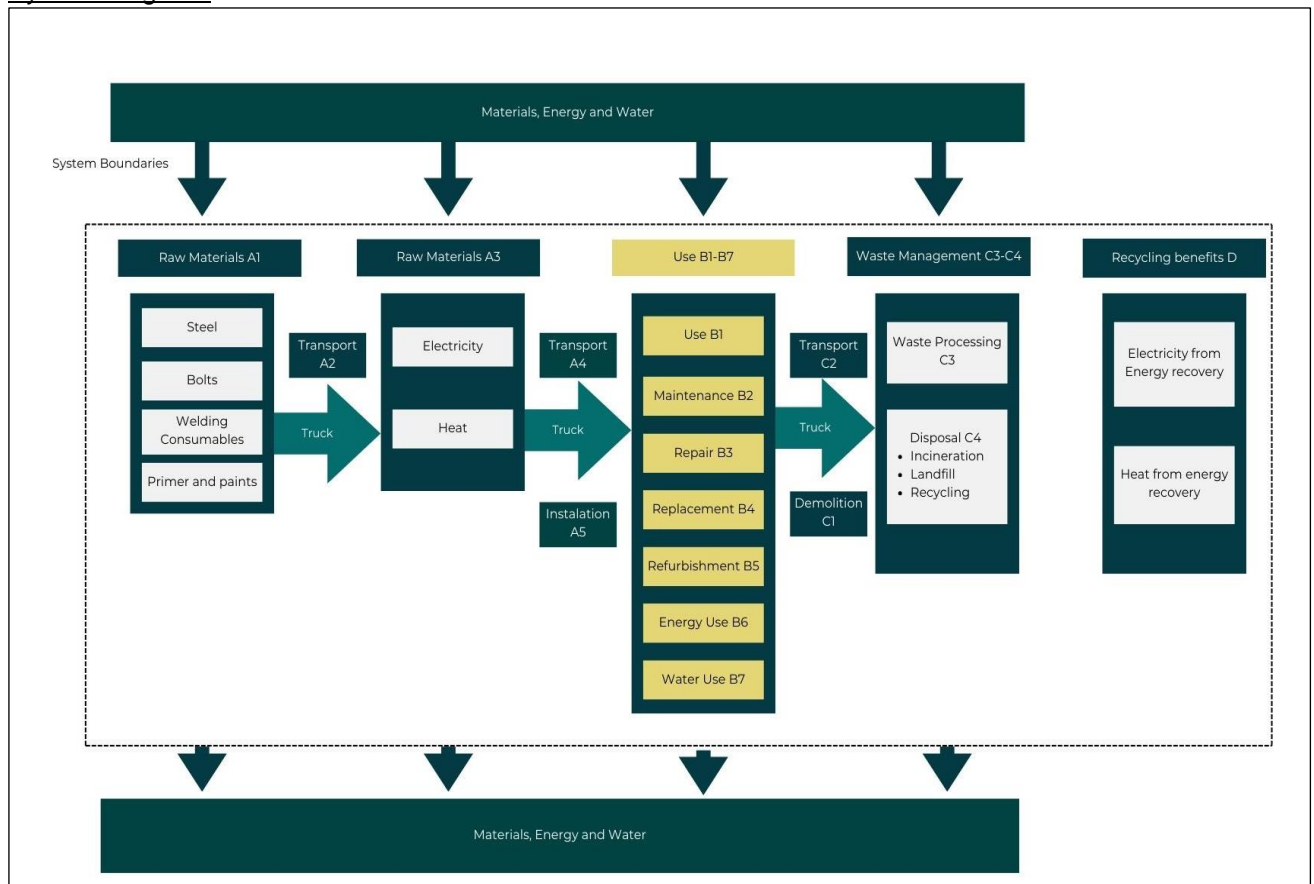 Materials, Energy and Water
System Boundaries
Raw Materials A1
Raw Materials A3
Use B1-B7
Waste Management C3-C4
Recycling benefits D
Steel
Bolts
Welding
Consumables
Primer and paints
Transport
A2
Truck
Electricity
Heat
Transport
A4
Truck
Instalation
A5
Use B1
Maintenance B2
Repair B3
Replacement B4
Refurbishment B5
Energy Use B6
Water Use B7
Transport
C2
Truck
Demolition
C1
Waste Processing
C3
Disposal C4
• Incineration
• Landfill
• Recycling
Electricity from
Energy recovery
Heat from energy
recovery
Materials, Energy and Water